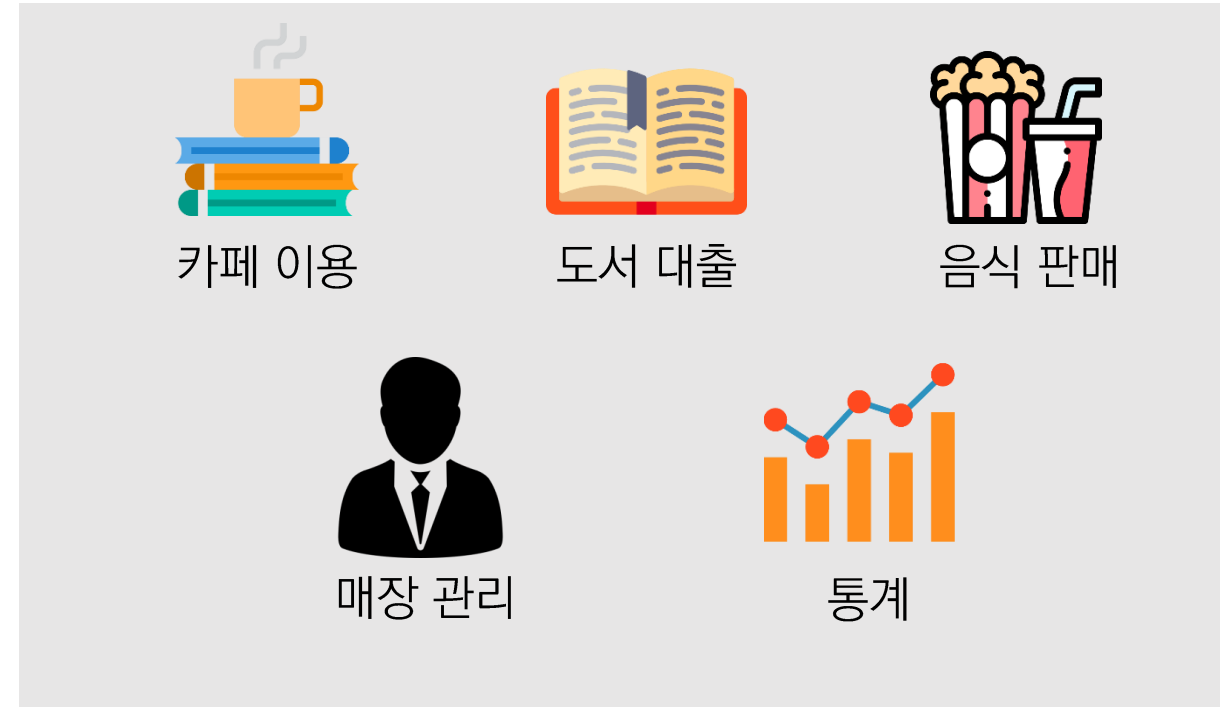 카페 이용
도서 대출
음식 판매
매장 관리
통계